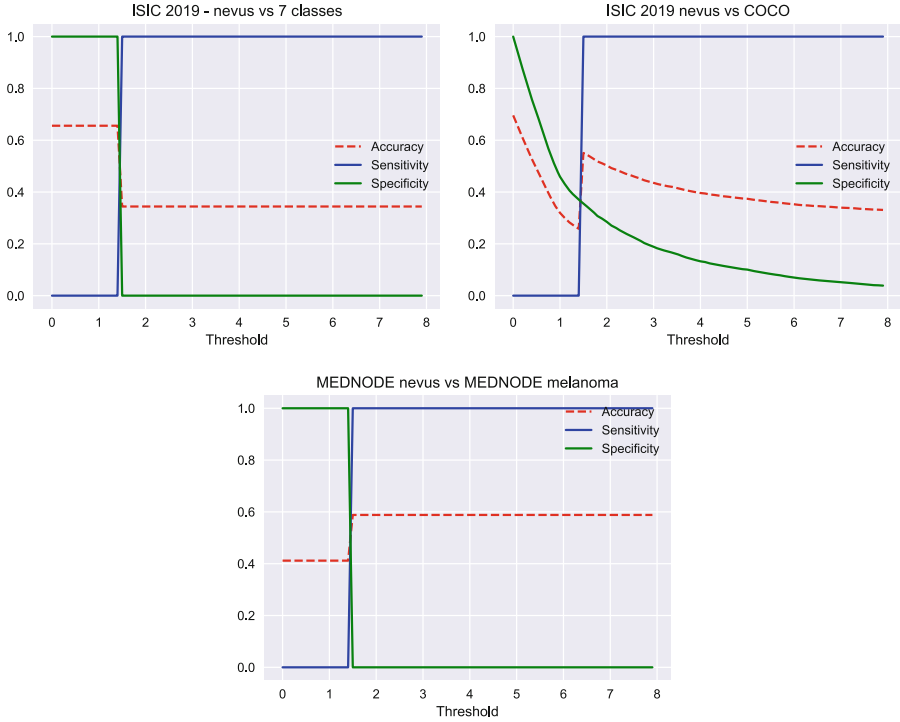 ISIC 2019 - nevus vs 7 classes
1.0
0.8
0.6
0.4
0.2
0.0
Accuracy
Sensitivity
Specificity
0 1 2 3 4 5 6 7 8
Threshold
ISIC 2019 nevus vs COCO
1.0
0.8
0.6
0.4
0.2
0.0
Accuracy
Sensitivity
Specificity
0 1 2 3 4 5 6 7 8
Threshold
MEDNODE nevus vs MEDNODE melanoma
1.0
0.8
0.6
0.4
0.2
0.0
Accuracy
Sensitivity
Specificity
0 1 2 3 4 5 6 7 8
Threshold